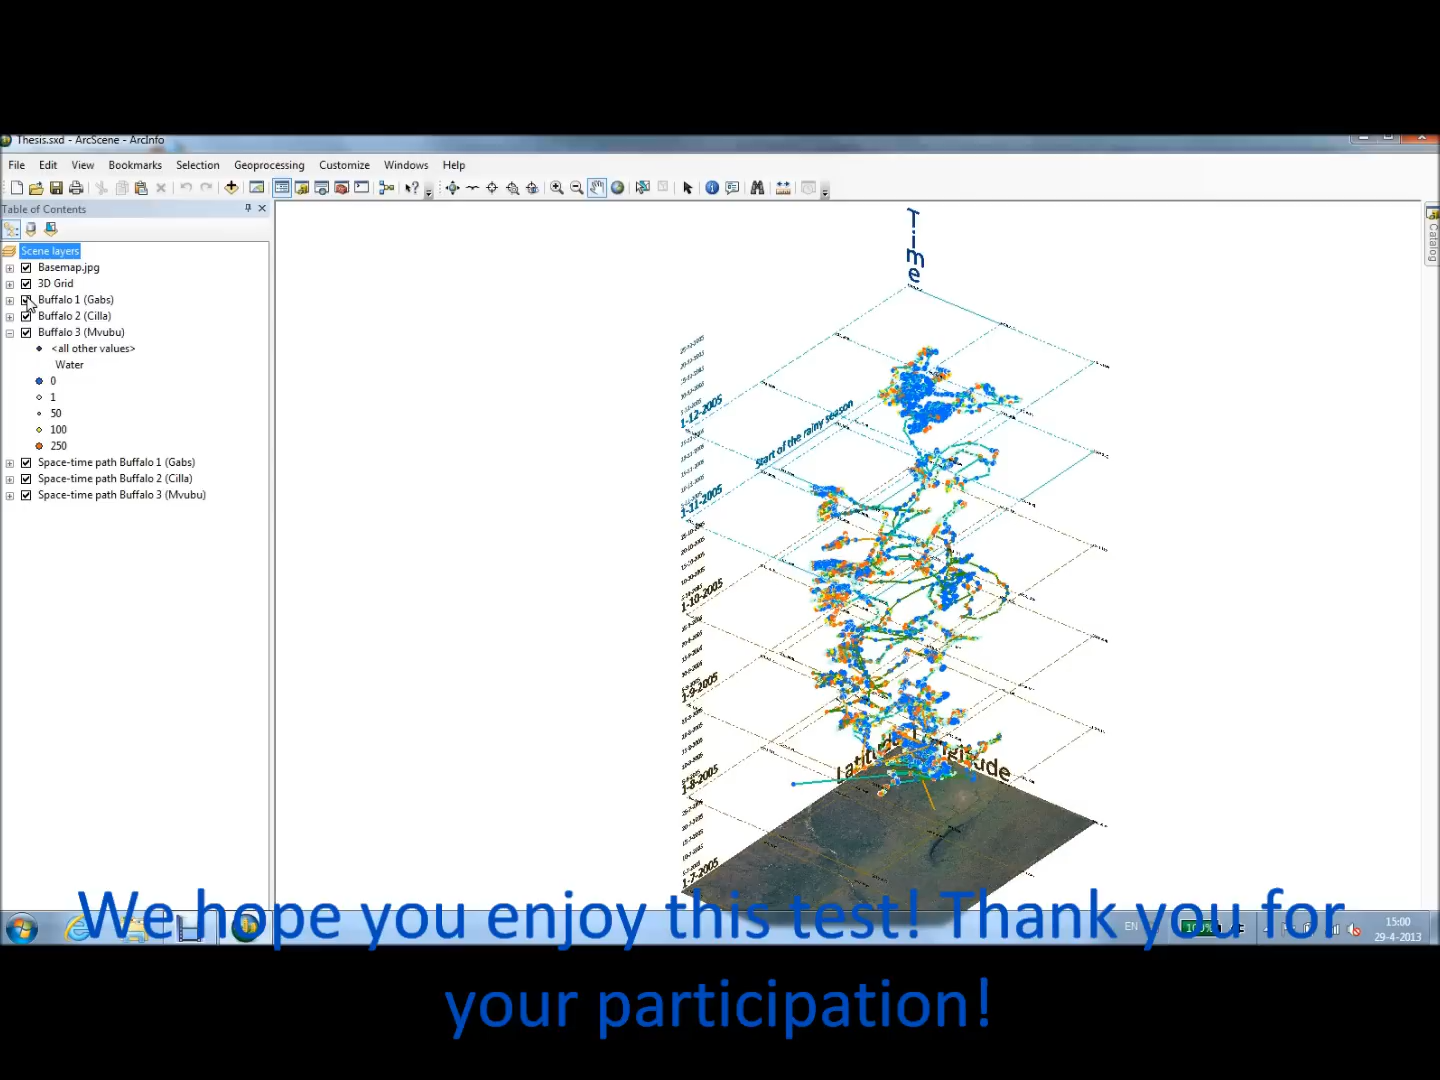 Thesis.sxd - ArcScene - ArcInfo
File Edit View Bookmarks Selection Geoprocessing Customize Windows Help
Table of Contents
Scene layers
Basemap.jpg
3D Grid
Buffalo 1 (Gabs)
Buffalo 2 (Cilla)
Buffalo 3 (Mvubu)
<all other values>
Water
0
1
50
100
250
Space-time path Buffalo 1 (Gabs)
Space-time path Buffalo 2 (Cilla)
Space-time path Buffalo 3 (Mvubu)
Catalog
Time
1-12-2005
Start of the rainy season
1-11-2005
1-10-2005
1-9-2005
1-8-2005
1-7-2005
Latitude
Longitude
EN
100%
15:00
29-4-2013
We hope you enjoy this test! Thank you for
your participation!